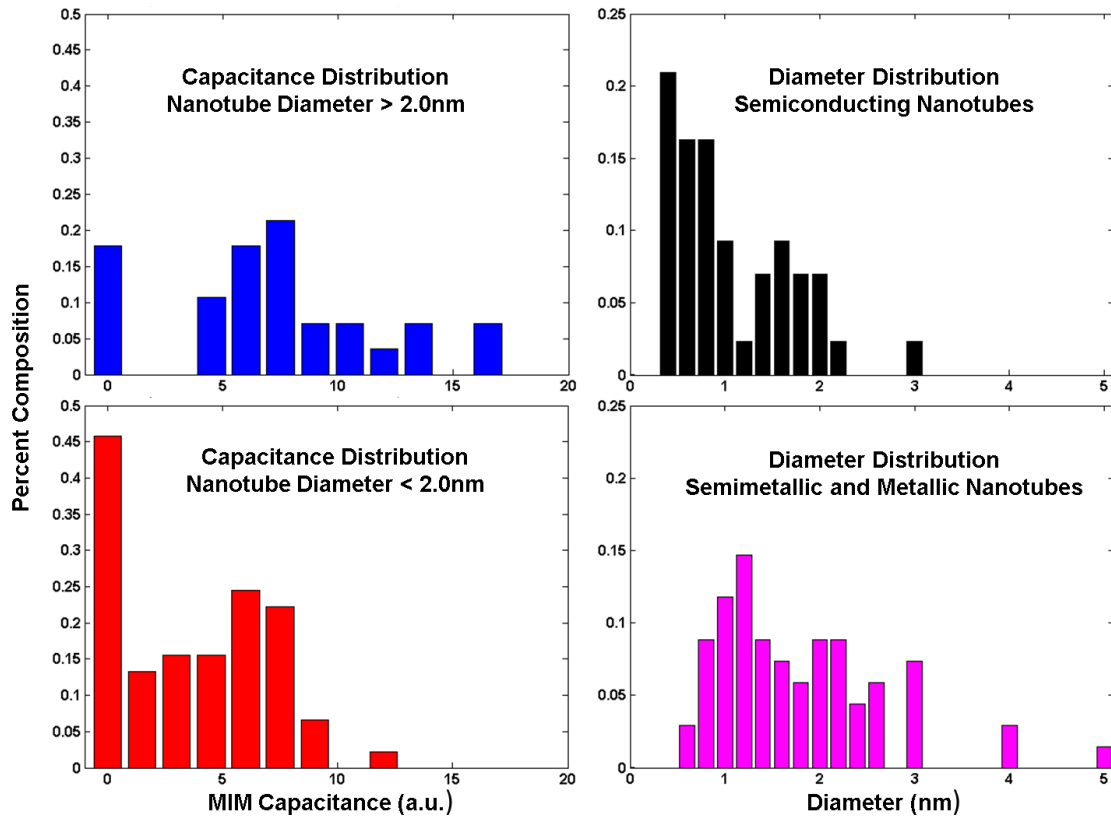 Percent Composition
0.5
0.45
0.4
0.35
0.3
0.25
0.2
0.15
0.1
0.05
0
Capacitance Distribution
Nanotube Diameter > 2.0nm
0 5 10 15 20
0.25
0.2
0.15
0.1
0.05
0
Diameter Distribution
Semiconducting Nanotubes
0 1 2 3 4 5
0.5
0.45
0.4
0.35
0.3
0.25
0.2
0.15
0.1
0.05
0
Capacitance Distribution
Nanotube Diameter < 2.0nm
0 5 10 15 20
MIM Capacitance (a.u.)
0.25
0.2
0.15
0.1
0.05
0
Diameter Distribution
Semimetallic and Metallic Nanotubes
0 1 2 3 4 5
Diameter (nm)